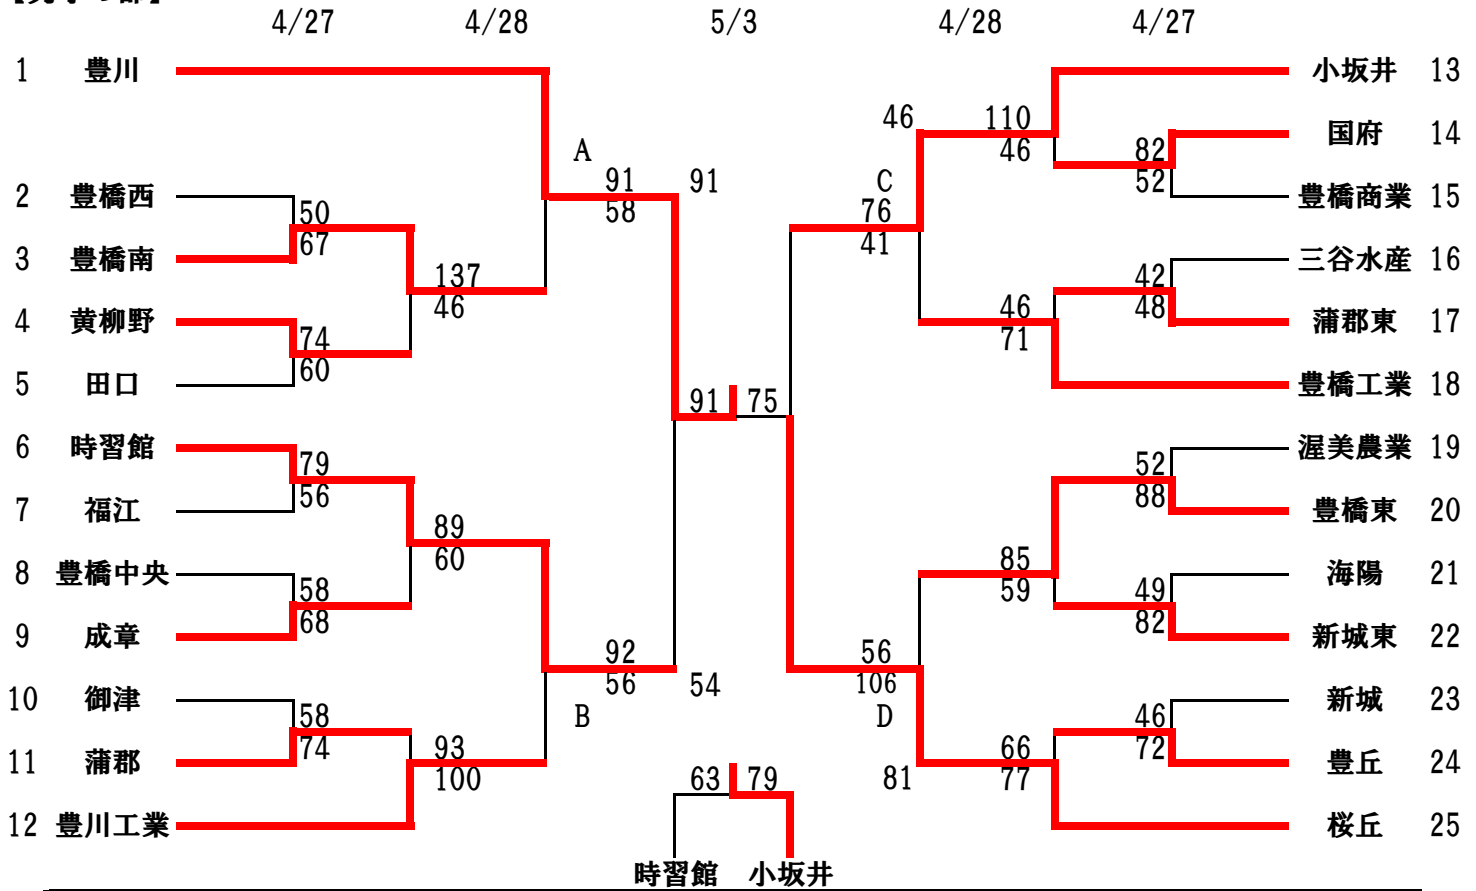 4/27 4/28 5/3 4/28 4/27
1 豊川 小坂井 13
46 110
国府 14
A 46 82
91 91 C 52
2 豊橋西 58 76 豊橋商業 15
50 41
67
3 豊橋南 三谷水産 16
137 42
46 46 48
4 黄柳野 蒲郡東 17
74 71
60
5 田口 豊橋工業 18
91 75
6 時習館 渥美農業 19
79 52
56 88
7 福江 豊橋東 20
89
60 85
8 豊橋中央 海陽 21
58 59 49
68 82
9 成章 新城東 22
92 56
56 54 106
10 御津 新城 23
58 B D 46
74 93 66 72
11 蒲郡 豊丘 24
100 63 79 81 77
12 豊川工業 桜丘 25
時習館 小坂井